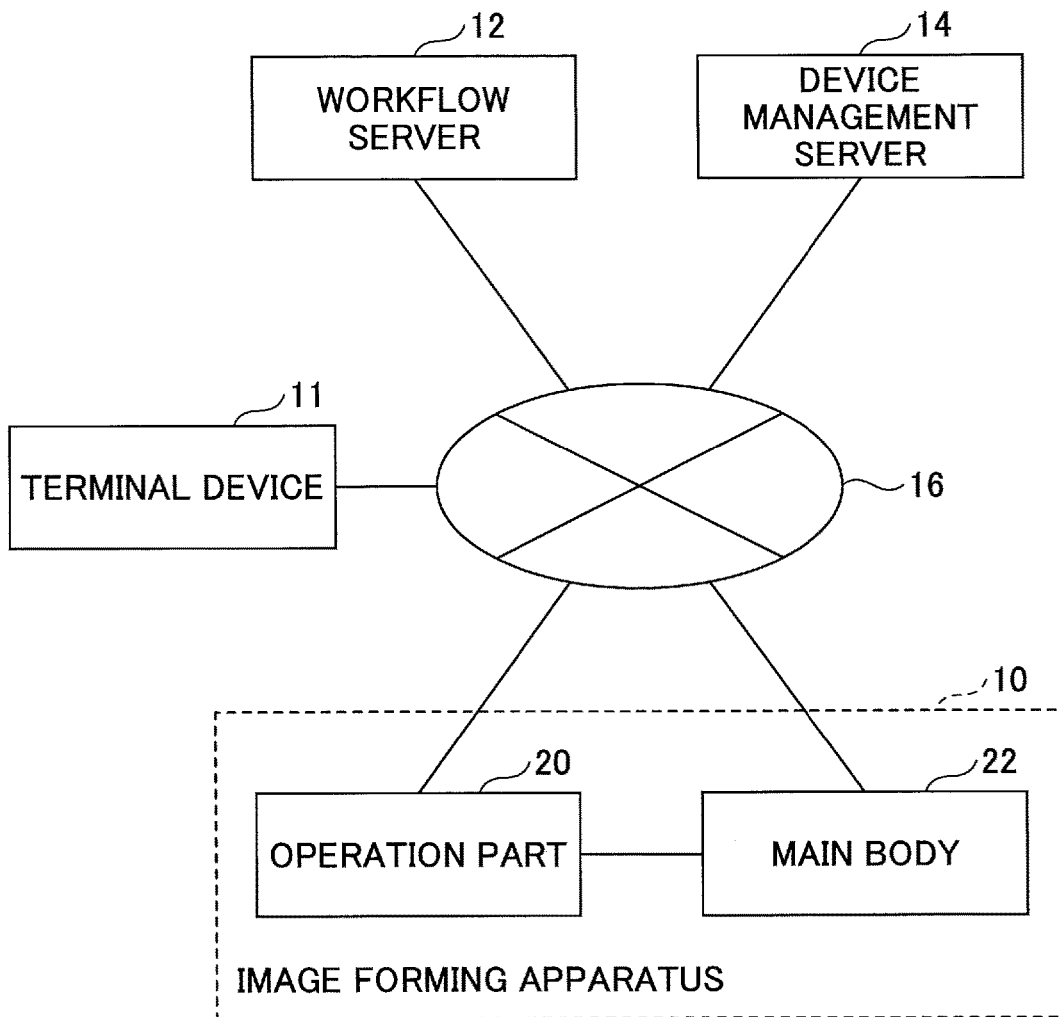 12
14
WORKFLOW
SERVER
DEVICE
MANAGEMENT
SERVER
11
TERMINAL DEVICE
16
10
20
22
OPERATION PART
MAIN BODY
IMAGE FORMING APPARATUS